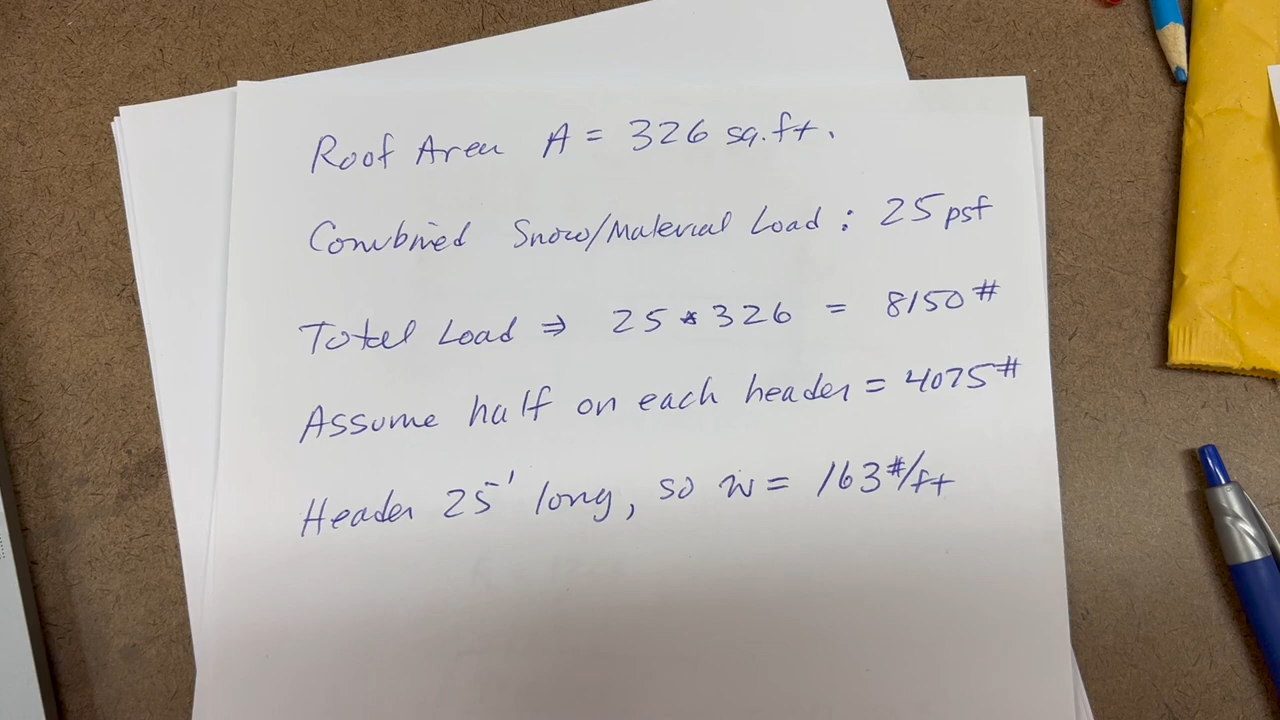 Roof Area A = 326 sq.ft.
Combined Snow/Material Load : 25 psf
Total Load ⇒ 25 * 326 = 8150#
Assume half on each header = 4075#
Header 25' long, so w = 163#/ft